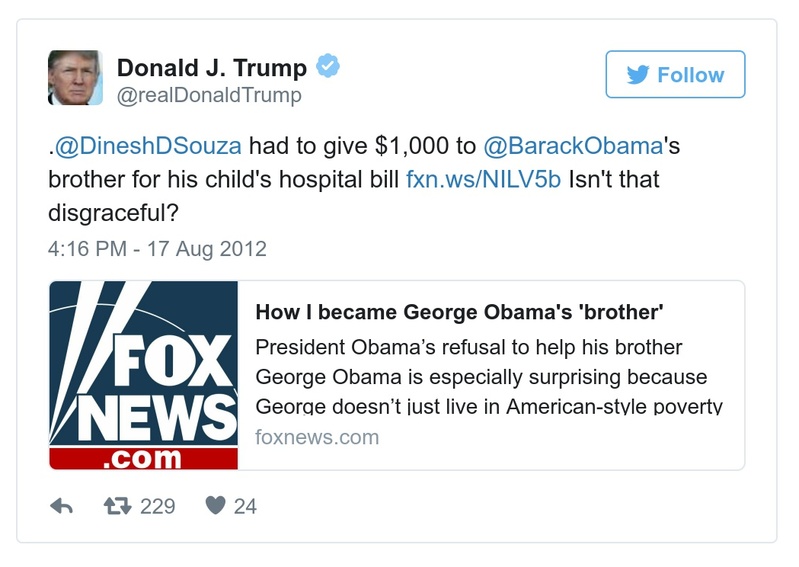 Donald J. Trump
@realDonaldTrump
Follow
.@DineshDSouza had to give $1,000 to @BarackObama's
brother for his child's hospital bill fxn.ws/NILV5b Isn't that
disgraceful?
4:16 PM - 17 Aug 2012
FOX
NEWS
.com
How I became George Obama's 'brother'
President Obama’s refusal to help his brother
George Obama is especially surprising because
George doesn’t just live in American-style poverty
foxnews.com
229
24